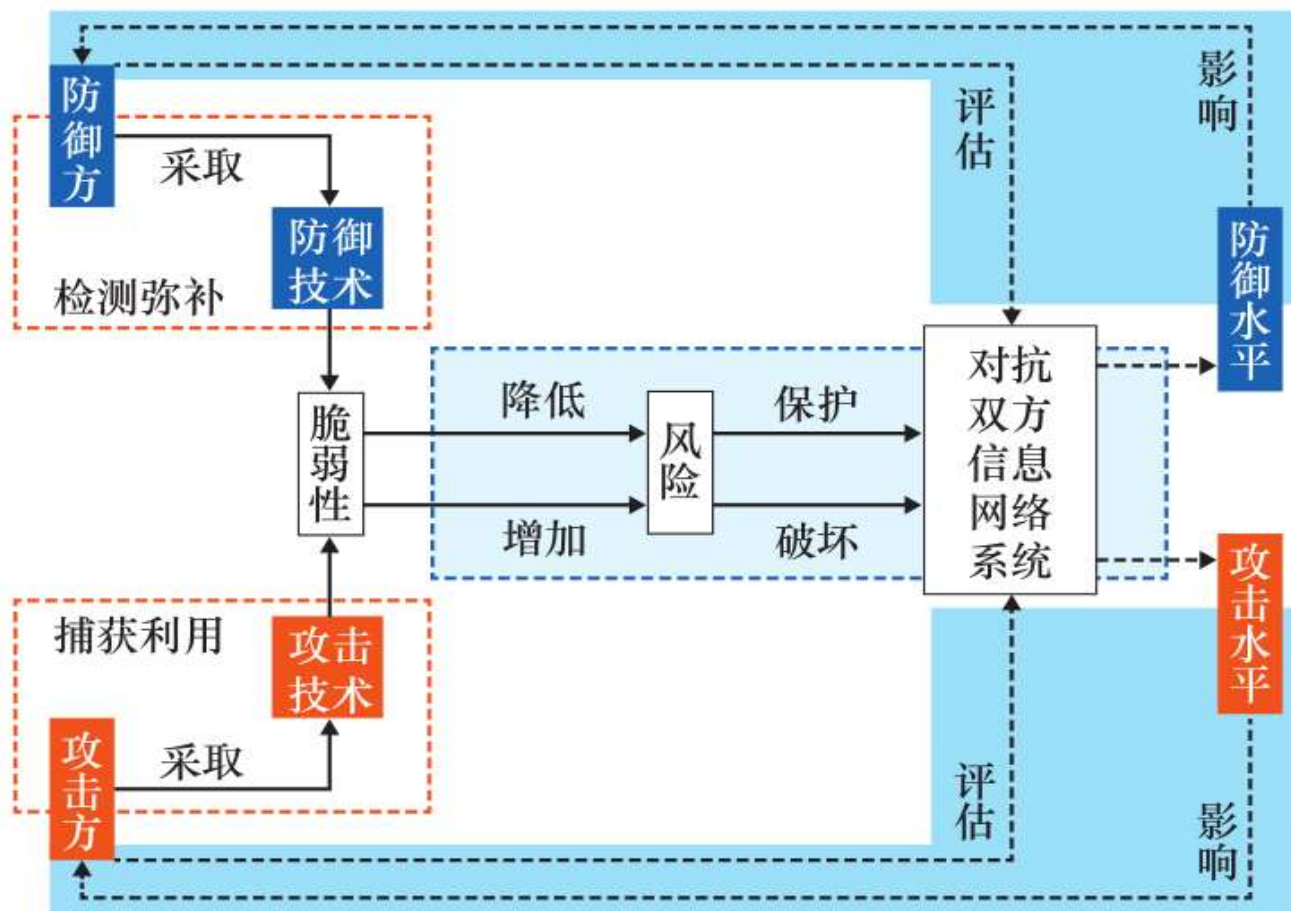 影响
评估
防御方
采取
防御
技术
检测弥补
防御水平
脆弱性
降低
增加
风险
保护
破坏
对抗
双方
信息
网络
系统
攻击水平
捕获利用
攻击
技术
攻击方
采取
评估
影响